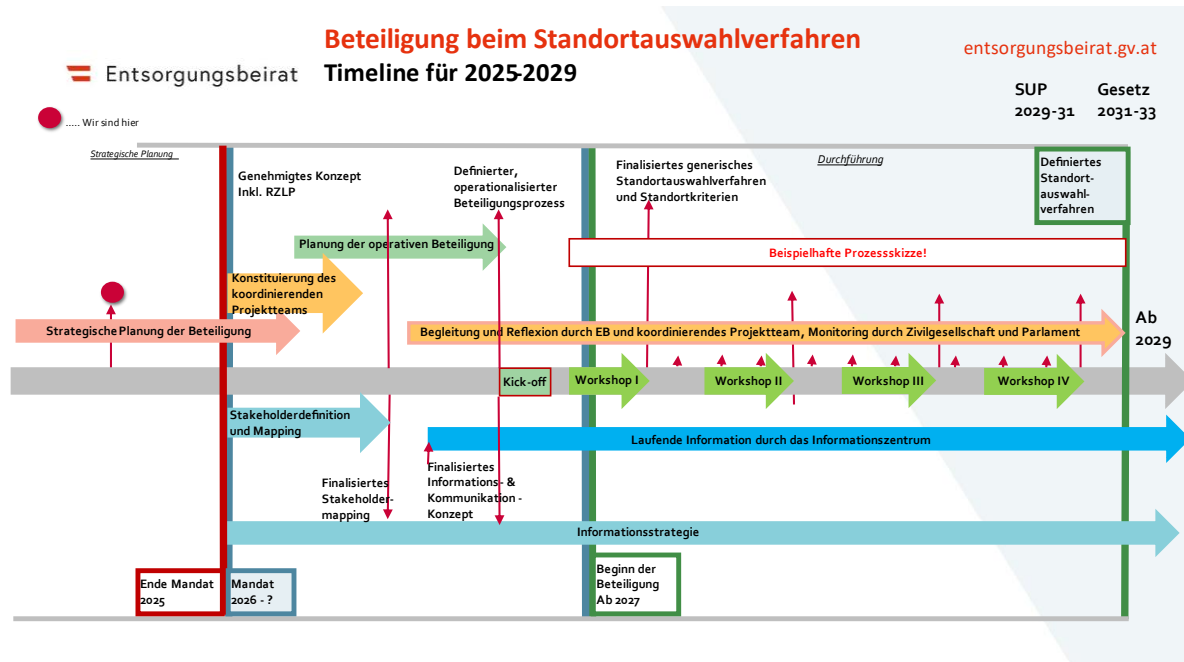 Beteiligung beim Standortauswahlverfahren
Timeline für 2025-2029
Entsorgungsbeirat
entsorgungsbeirat.gv.at
SUP
2029-31
Gesetz
2031-33
..... Wir sind hier
Strategische Planung
Genehmigtes Konzept
Inkl. RZLP
Definierter,
operationalisierter
Beteiligungsprozess
Finalisiertes generisches
Standortauswahlverfahren
und Standortkriterien
Durchführung
Definiertes
Standort-
auswahl-
verfahren
Planung der operativen Beteiligung
Beispielhafte Prozessskizze!
Konstituierung des
koordinierenden
Projektteams
Strategische Planung der Beteiligung
Begleitung und Reflexion durch EB und koordinierendes Projektteam, Monitoring durch Zivilgesellschaft und Parlament
Ab
2029
Kick-off
Workshop I
Workshop II
Workshop III
Workshop IV
Stakeholderdefinition
und Mapping
Laufende Information durch das Informationszentrum
Finalisiertes
Stakeholder-
mapping
Finalisiertes
Informations- &
Kommunikation -
Konzept
Informationsstrategie
Ende Mandat
2025
Mandat
2026 - ?
Beginn der
Beteiligung
Ab 2027